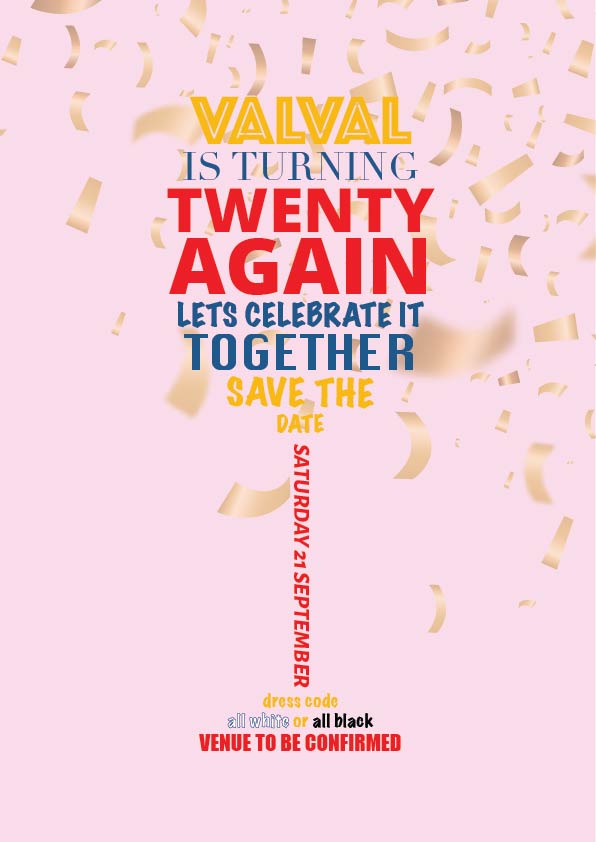 VALVAL
IS TURNING
TWENTY
AGAIN
LETS CELEBRATE IT
TOGETHER
SAVE THE
DATE
SATURDAY 21 SEPTEMBER
dress code
all white or all black
VENUE TO BE CONFIRMED